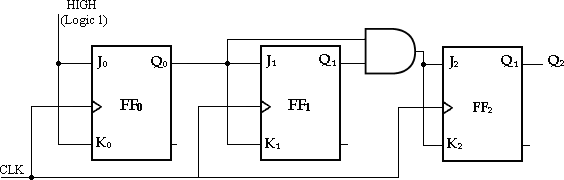 HIGH
(Logic 1)
J0 Q0 J1 Q1 J2 Q1 Q2
FF0 FF1 FF2
K0 K1 K2
CLK